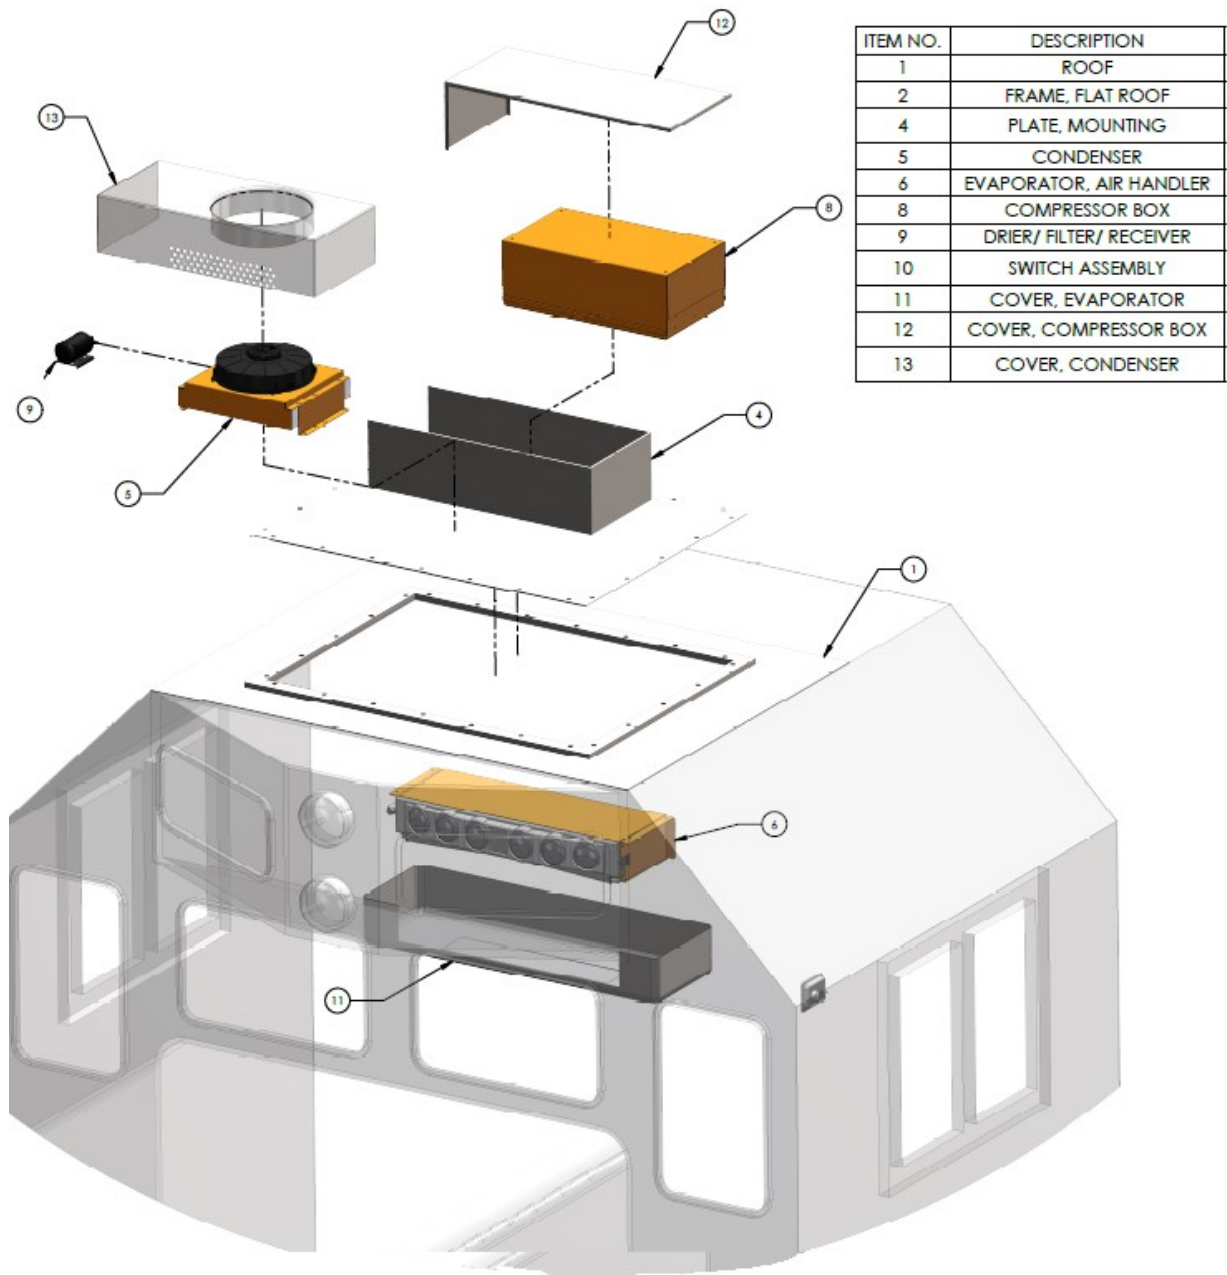 12
13
8
9
5
4
1
6
11
ITEM NO. DESCRIPTION
1 ROOF
2 FRAME, FLAT ROOF
4 PLATE, MOUNTING
5 CONDENSER
6 EVAPORATOR, AIR HANDLER
8 COMPRESSOR BOX
9 DRIER/ FILTER/ RECEIVER
10 SWITCH ASSEMBLY
11 COVER, EVAPORATOR
12 COVER, COMPRESSOR BOX
13 COVER, CONDENSER